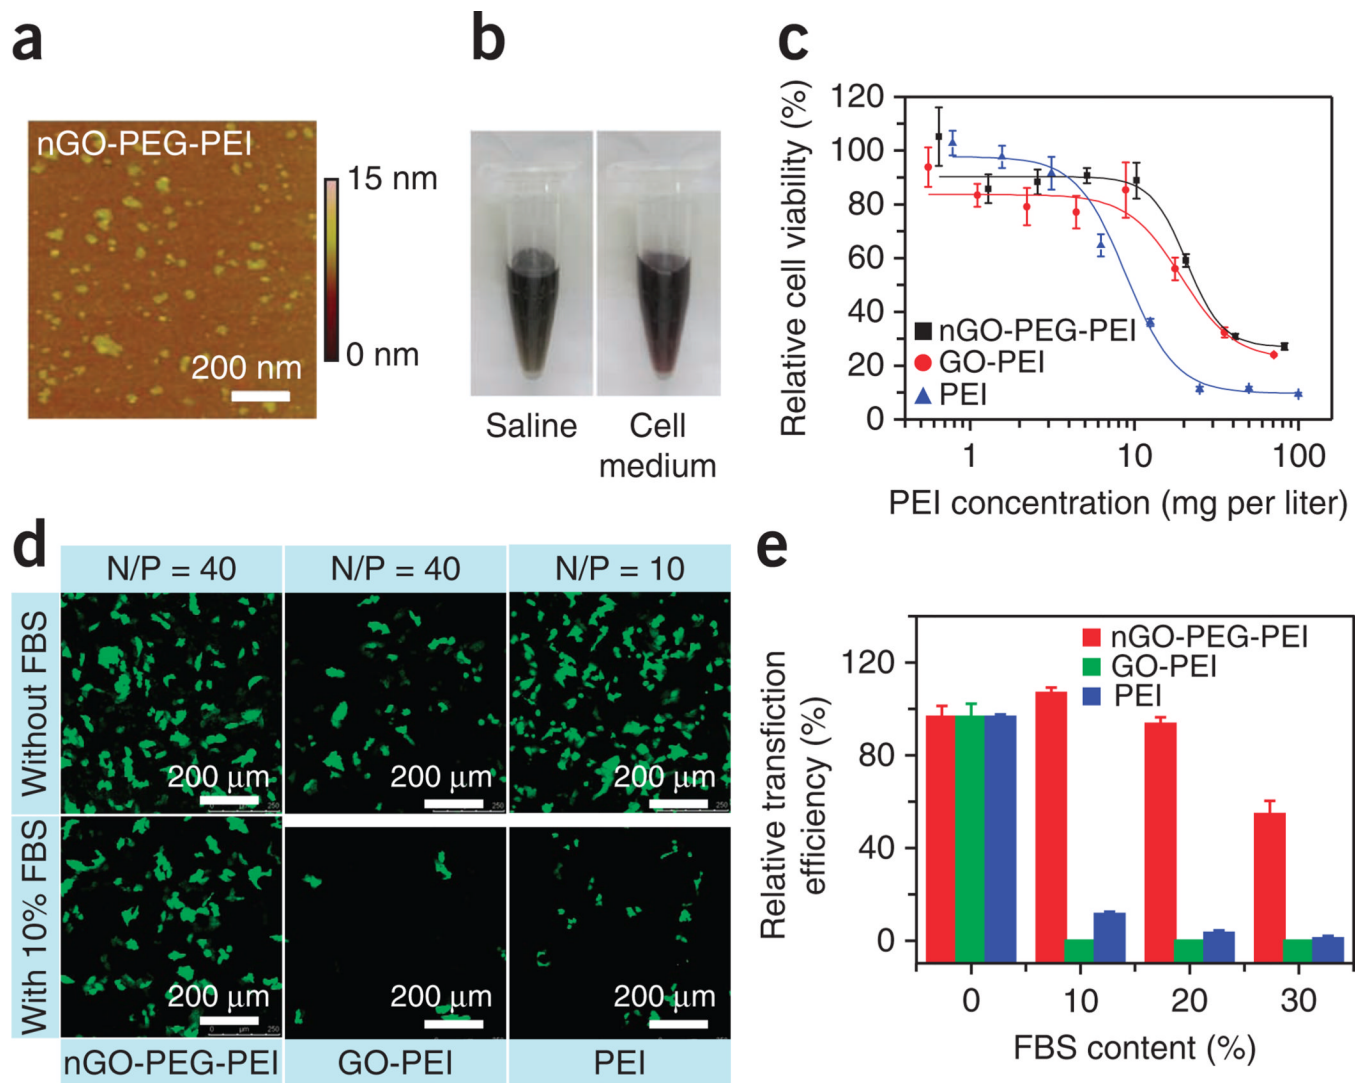 a
nGO-PEG-PEI
15 nm
0 nm
200 nm
b
Saline
Cell
medium
c
Relative cell viability (%)
120
100
80
60
40
20
0
nGO-PEG-PEI
GO-PEI
PEI
1
10
100
PEI concentration (mg per liter)
d
N/P = 40
N/P = 40
N/P = 10
Without FBS
200 µm
200 µm
200 µm
With 10% FBS
200 µm
200 µm
200 µm
nGO-PEG-PEI
GO-PEI
PEI
e
Relative transfiction
efficiency (%)
120
80
40
0
nGO-PEG-PEI
GO-PEI
PEI
0
10
20
30
FBS content (%)